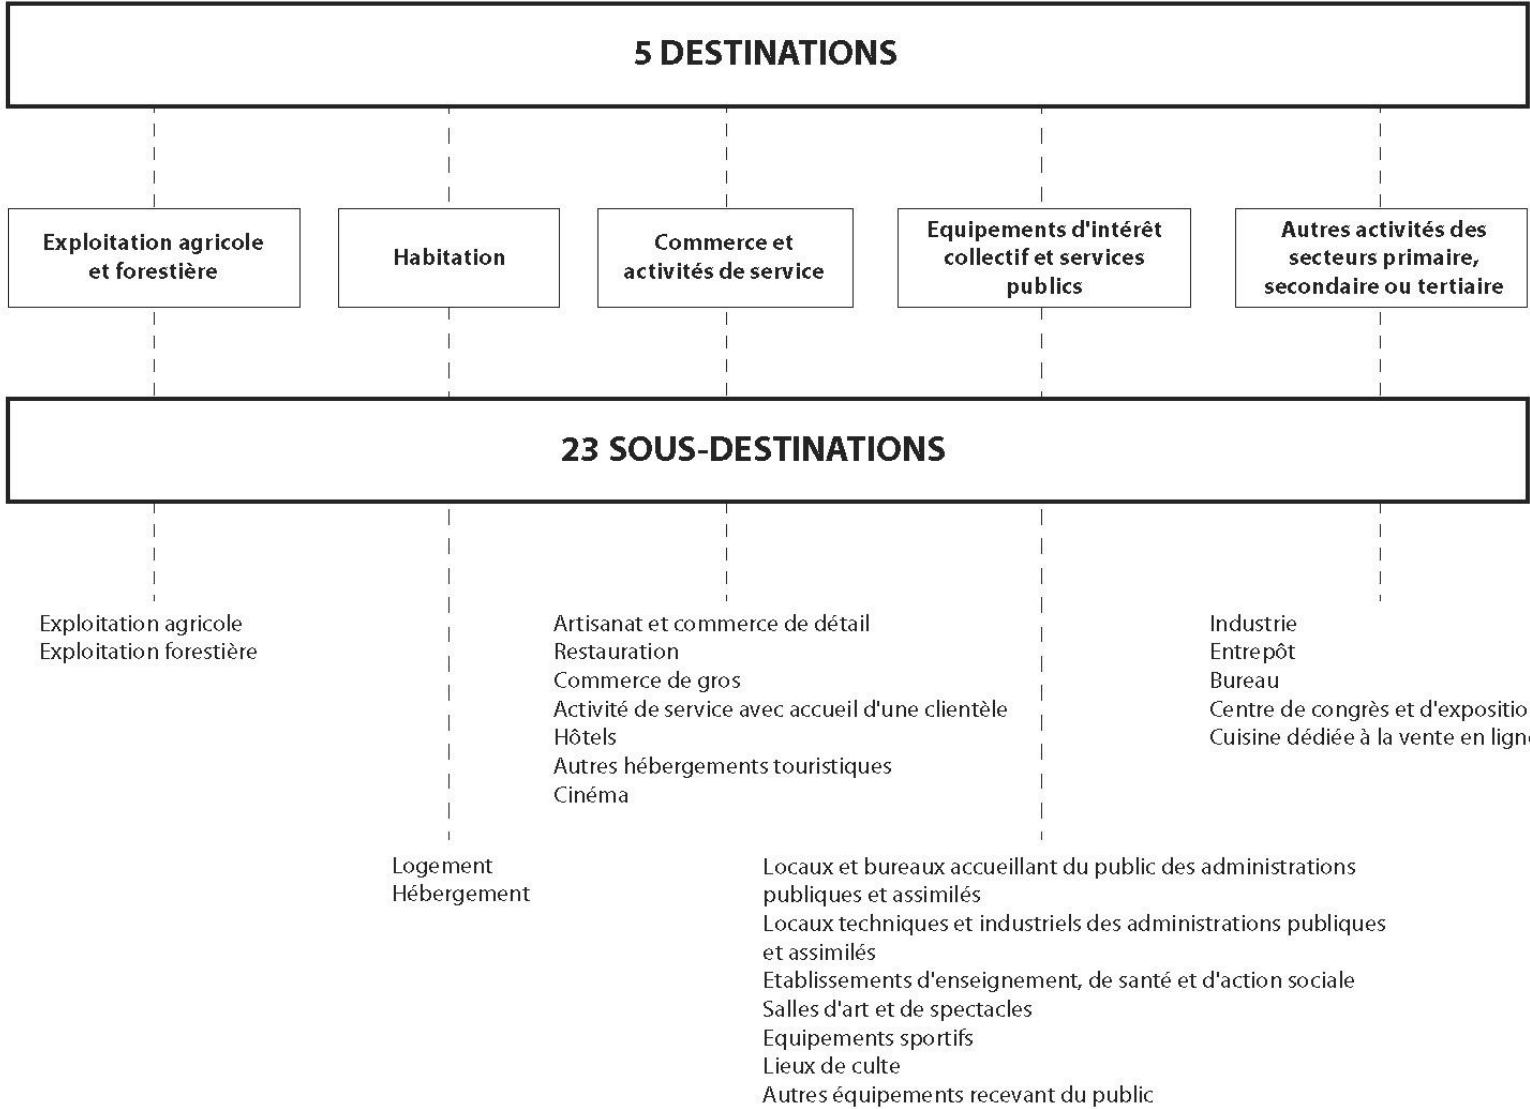 5 DESTINATIONS
Exploitation agricole
et forestière
Habitation
Commerce et
activités de service
Equipements d'intérêt
collectif et services
publics
Autres activités des
secteurs primaire,
secondaire ou tertiaire
23 SOUS-DESTINATIONS
Exploitation agricole
Exploitation forestière
Logement
Hébergement
Artisanat et commerce de détail
Restauration
Commerce de gros
Activité de service avec accueil d'une clientèle
Hôtels
Autres hébergements touristiques
Cinéma
Locaux et bureaux accueillant du public des administrations
publiques et assimilés
Locaux techniques et industriels des administrations publiques
et assimilés
Etablissements d'enseignement, de santé et d'action sociale
Salles d'art et de spectacles
Equipements sportifs
Lieux de culte
Autres équipements recevant du public
Industrie
Entrepôt
Bureau
Centre de congrès et d'expositio
Cuisine dédiée à la vente en ligne